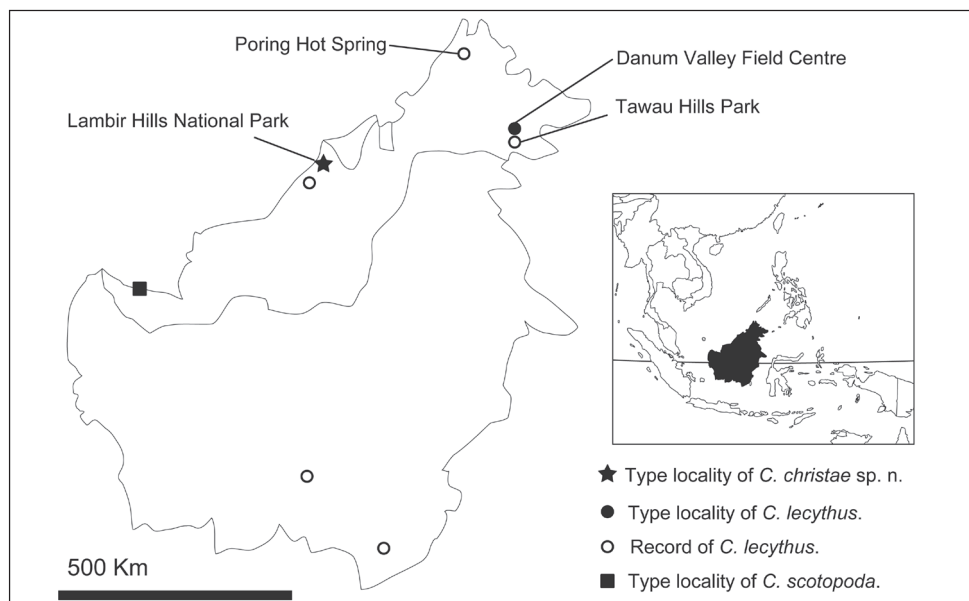 Poring Hot Spring
Danum Valley Field Centre
Tawau Hills Park
Lambir Hills National Park
Type locality of C. christae sp. n.
Type locality of C. lecythus.
Record of C. lecythus.
Type locality of C. scotopoda.
500 Km